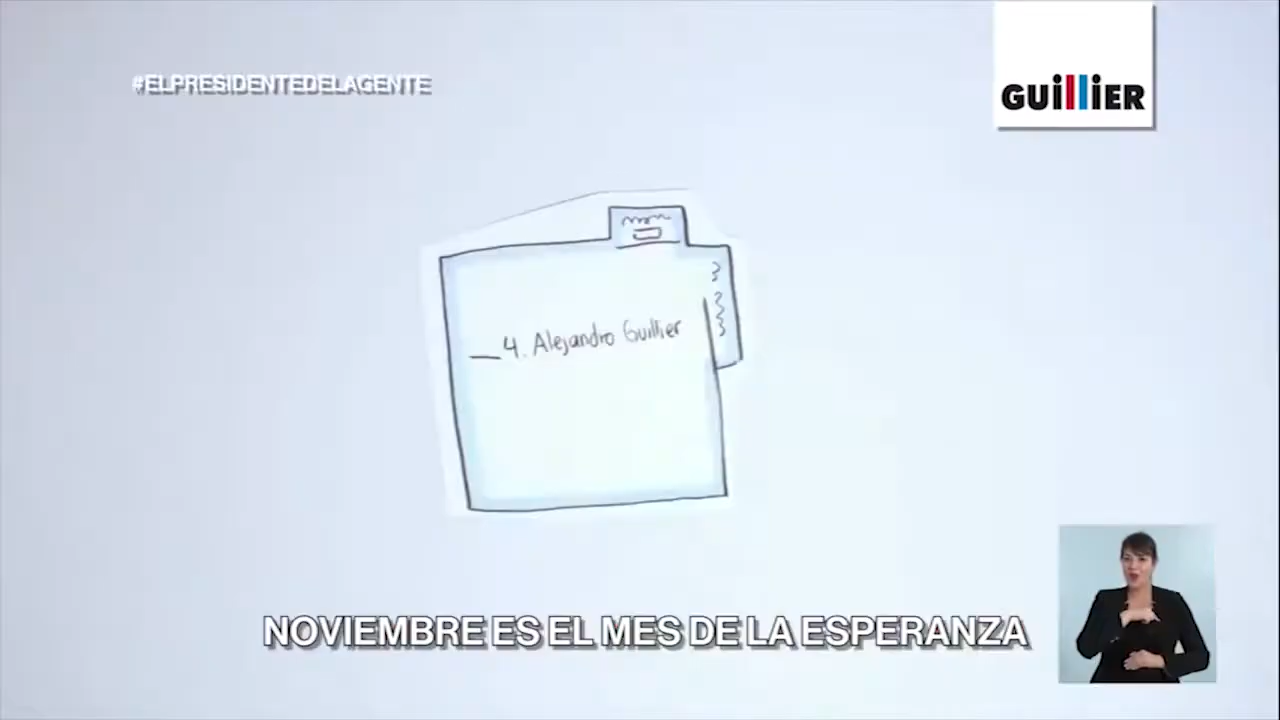 #ELPRESIDENTEDELAGENTE
GUILLIER
4. Alejandro Guillier
NOVIEMBRE ES EL MES DE LA ESPERANZA